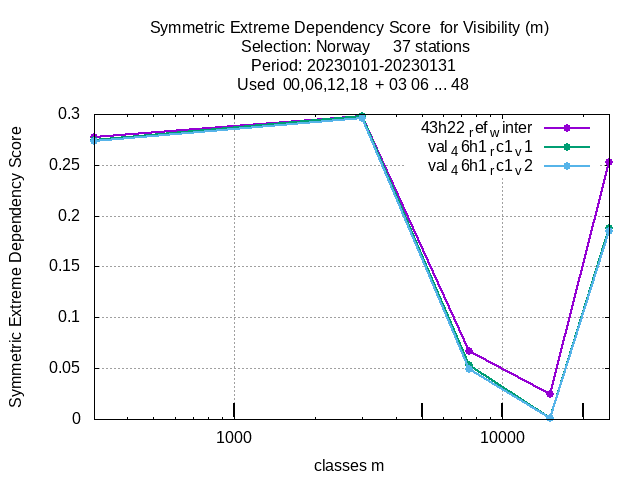 Symmetric Extreme Dependency Score  for Visibility (m)
Selection: Norway     37 stations
Period: 20230101-20230131
Used  00,06,12,18  + 03 06 ... 48
43h22 ref winter
val 46h1 rc1 v1
val 46h1 rc1 v2
Symmetric Extreme Dependency Score
0.3
0.25
0.2
0.15
0.1
0.05
0
1000
10000
classes m